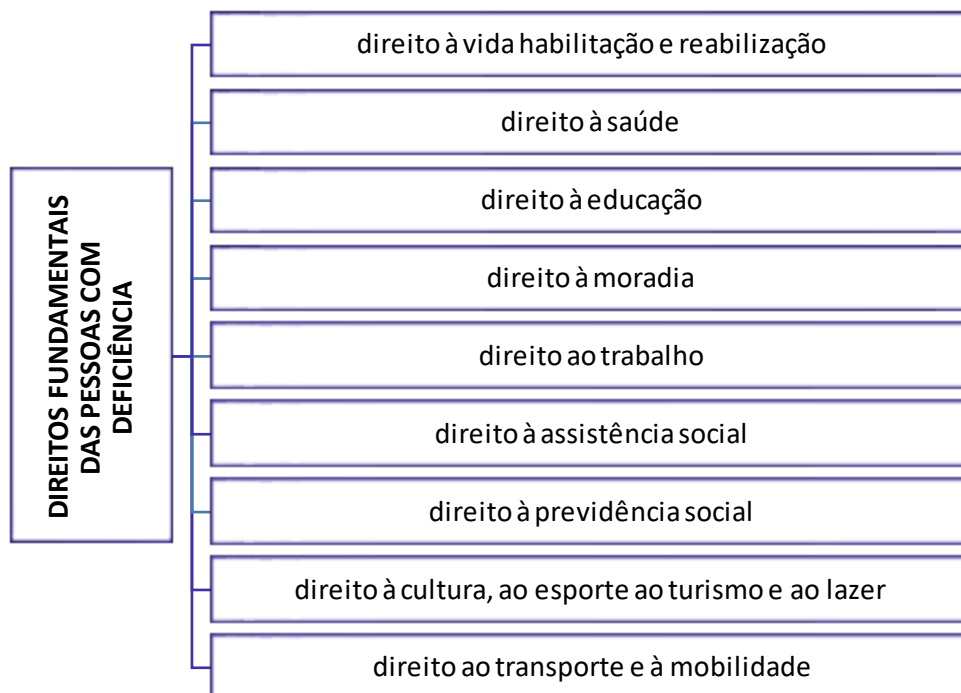 DIREITOS FUNDAMENTAIS
DAS PESSOAS COM
DEFICIÊNCIA
direito à vida habilitação e reabilização
direito à saúde
direito à educação
direito à moradia
direito ao trabalho
direito à assistência social
direito à previdência social
direito à cultura, ao esporte ao turismo e ao lazer
direito ao transporte e à mobilidade